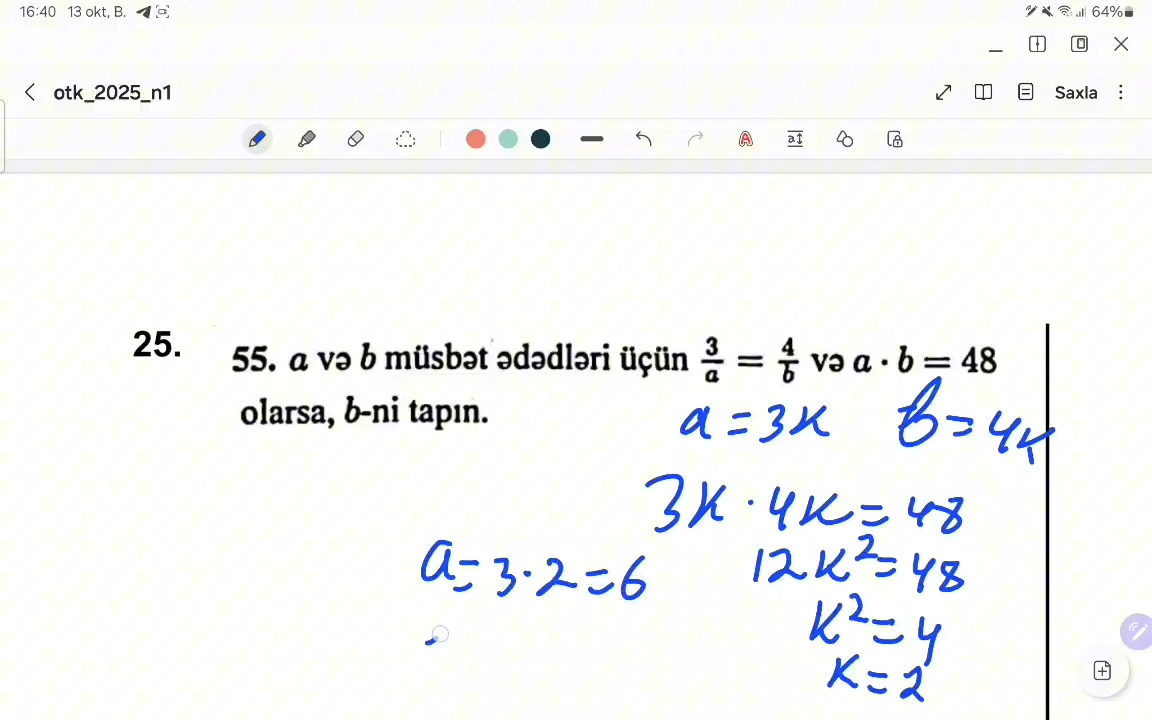 16:40 13 okt, B. 64%
otk_2025_n1 Saxla
25. 55. a və b müsbət ədədləri üçün 3/a = 4/b və a · b = 48
olarsa, b-ni tapın.
a = 3k b = 4k
3k · 4k = 48
a = 3 · 2 = 6 12k² = 48
k² = 4
k = 2